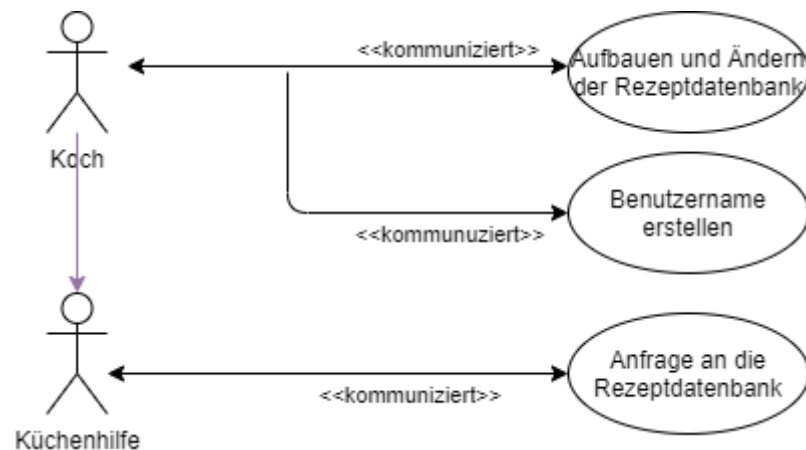 <<kommuniziert>>
Aufbauen und Ändern
der Rezeptdatenbank
Koch
Benutzername
erstellen
<<kommunuziert>>
Anfrage an die
Rezeptdatenbank
<<kommuniziert>>
Küchenhilfe